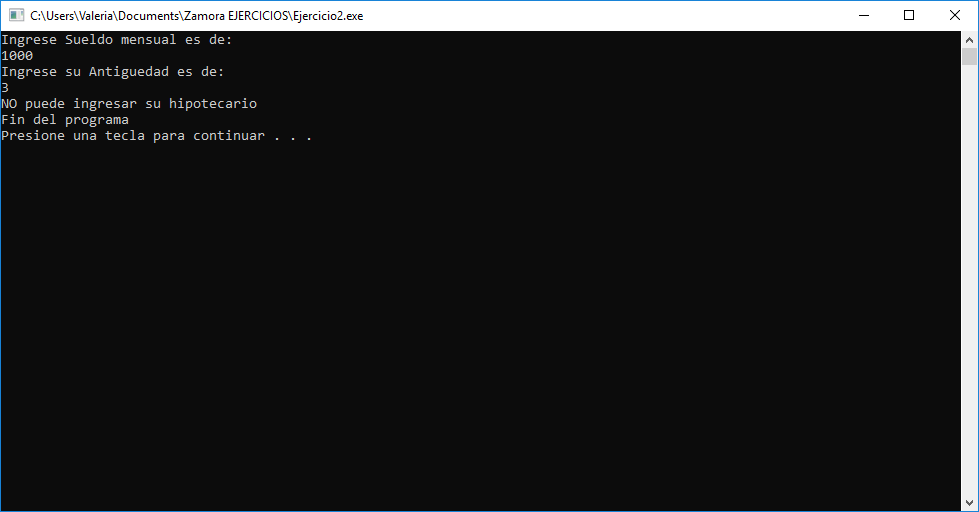 C:\Users\Valeria\Documents\Zamora EJERCICIOS\Ejercicio2.exe
Ingrese Sueldo mensual es de:
1000
Ingrese su Antiguedad es de:
3
NO puede ingresar su hipotecario
Fin del programa
Presione una tecla para continuar . . .